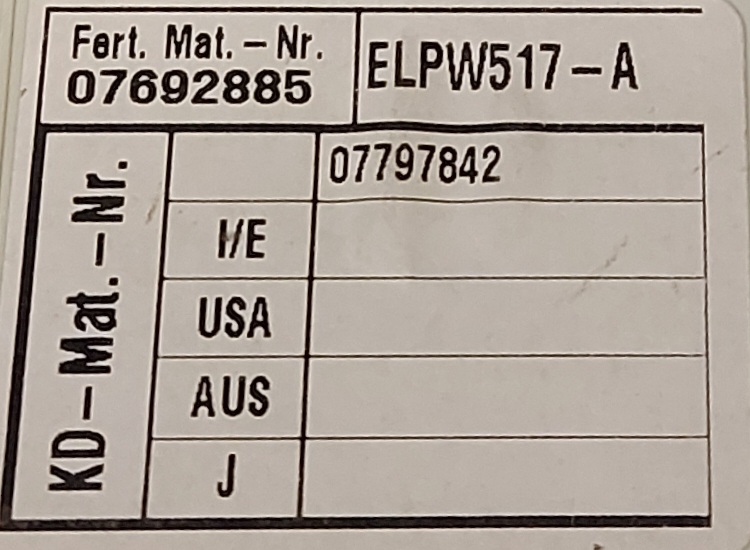 Fert. Mat.-Nr.
07692885
ELPW517-A
KD-Mat.-Nr.
07797842
I/E
USA
AUS
J